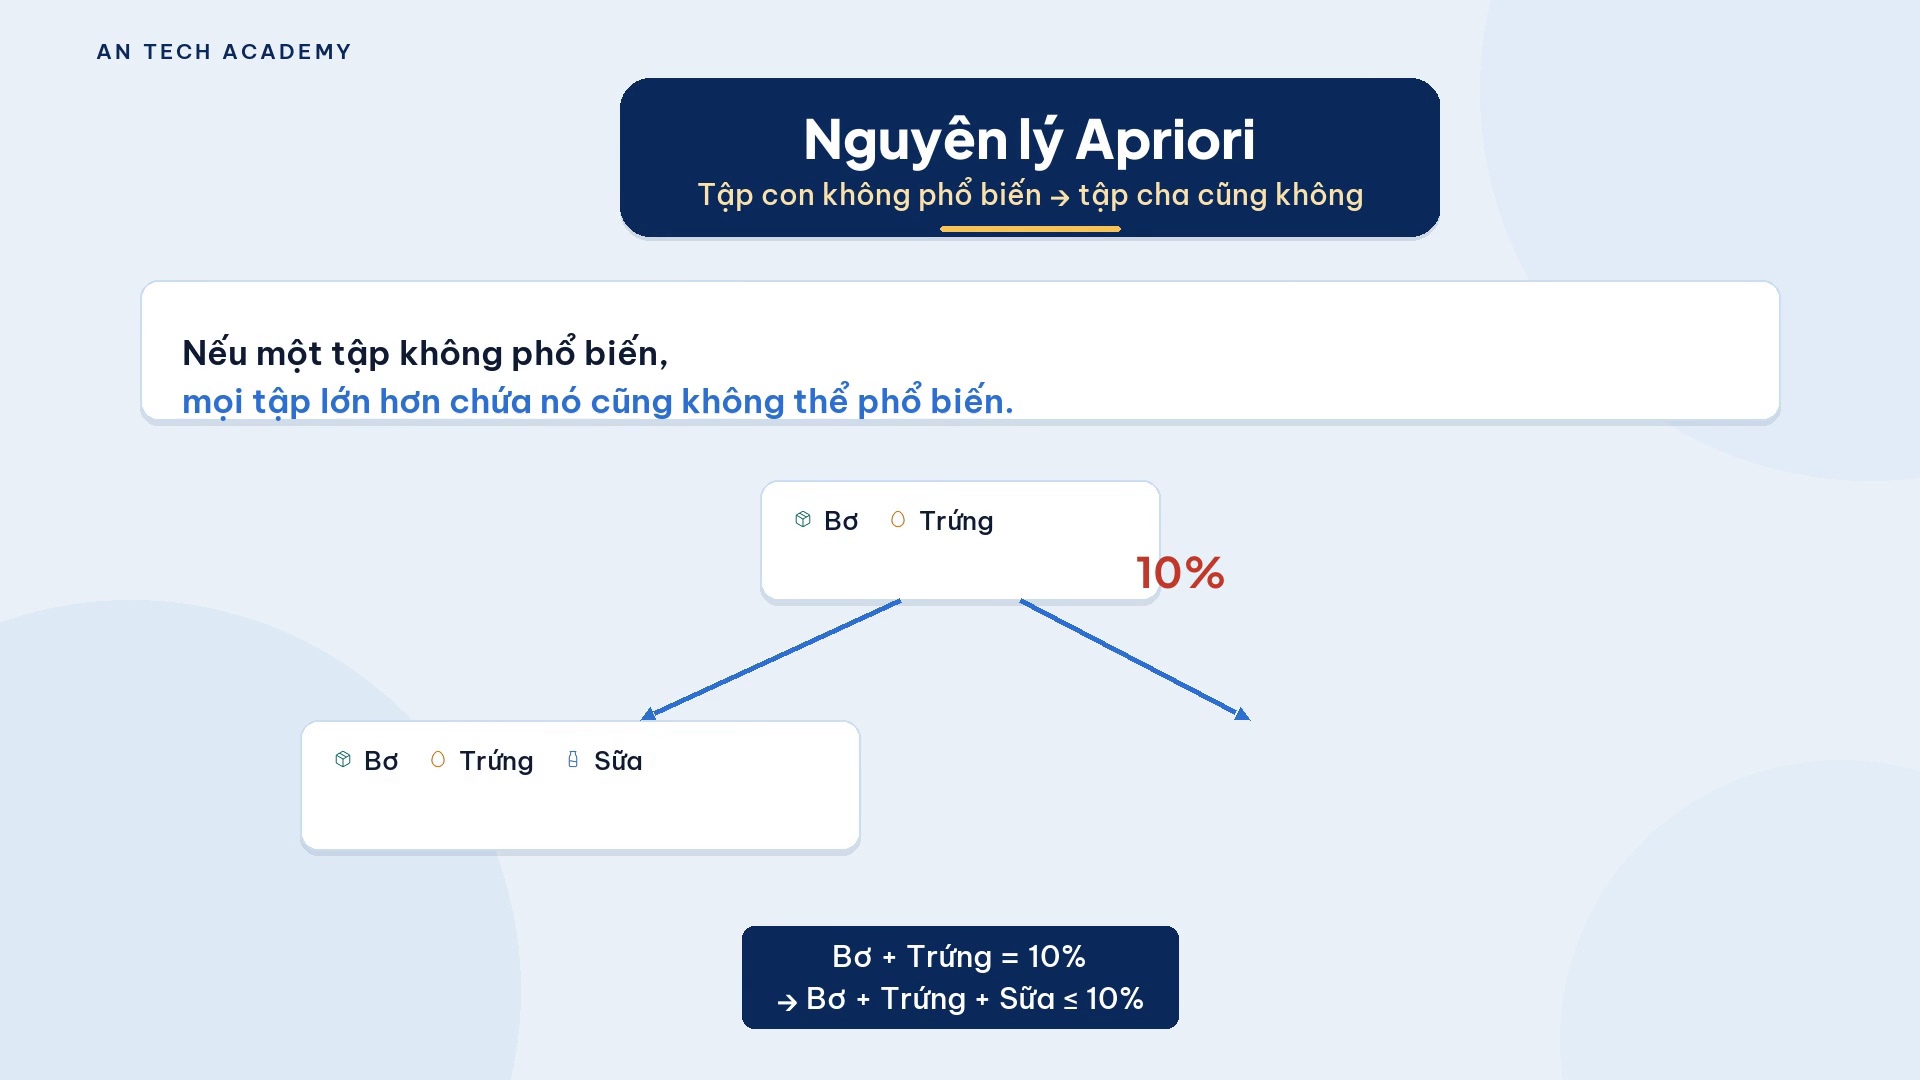 AN TECH ACADEMY
Nguyên lý Apriori
Tập con không phổ biến → tập cha cũng không
Nếu một tập không phổ biến,
mọi tập lớn hơn chứa nó cũng không thể phổ biến.
Bơ Trứng
10%
Bơ Trứng Sữa
Bơ + Trứng = 10%
→ Bơ + Trứng + Sữa ≤ 10%